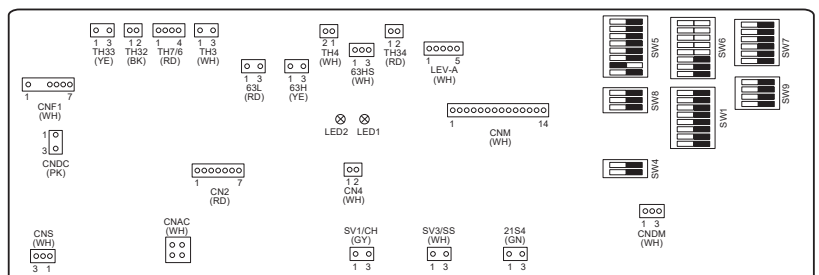 1 3
TH33
(YE)
1 2
TH32
(BK)
1 4
TH7/6
(RD)
1 3
TH3
(WH)
2 1
TH4
(WH)
1 3
63HS
(WH)
1 2
TH34
(RD)
1 5
LEV-A
(WH)
SW5
SW6
SW7
1 3
63L
(RD)
1 3
63H
(YE)
1 7
CNF1
(WH)
SW8
SW9
SW1
LED2
LED1
1 14
CNM
(WH)
1
3
CNDC
(PK)
1 7
CN2
(RD)
1 2
CN4
(WH)
SW4
1 3
CNDM
(WH)
CNS
(WH)
3 1
CNAC
(WH)
SV1/CH
(GY)
1 3
SV3/SS
(WH)
1 3
21S4
(GN)
1 3